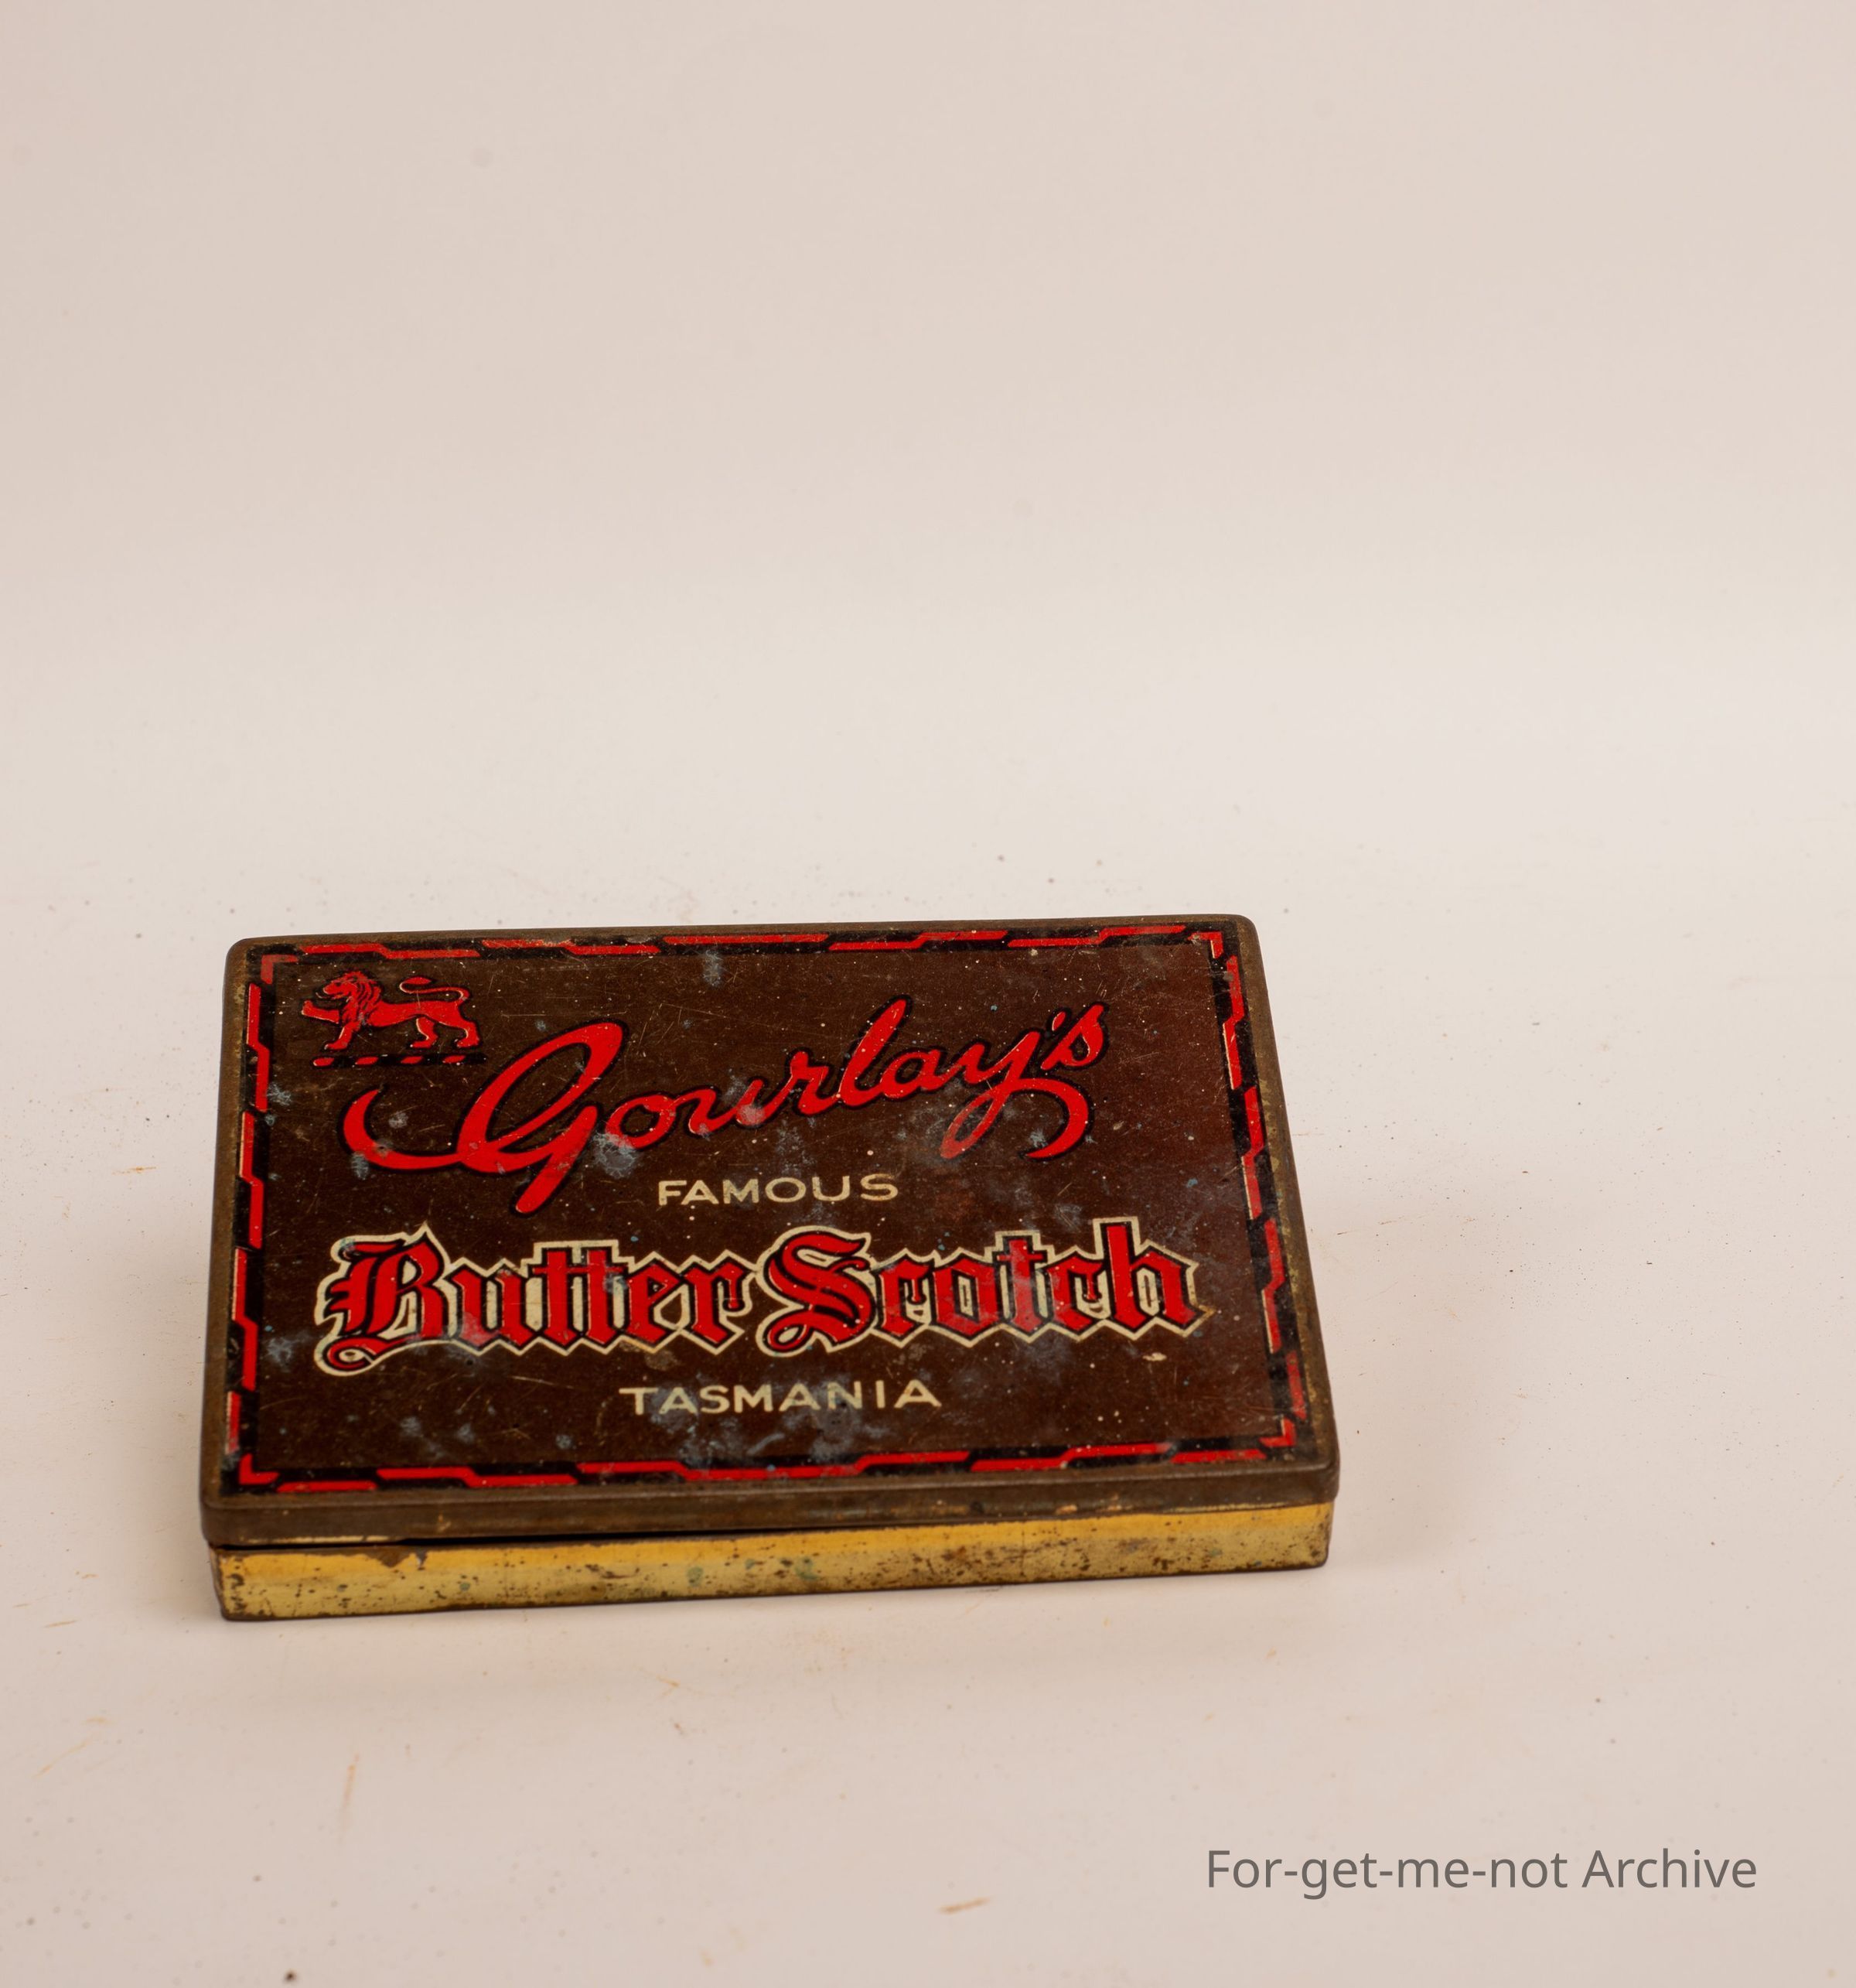 Gourlay's
FAMOUS
Butter Scotch
TASMANIA
For-get-me-not Archive